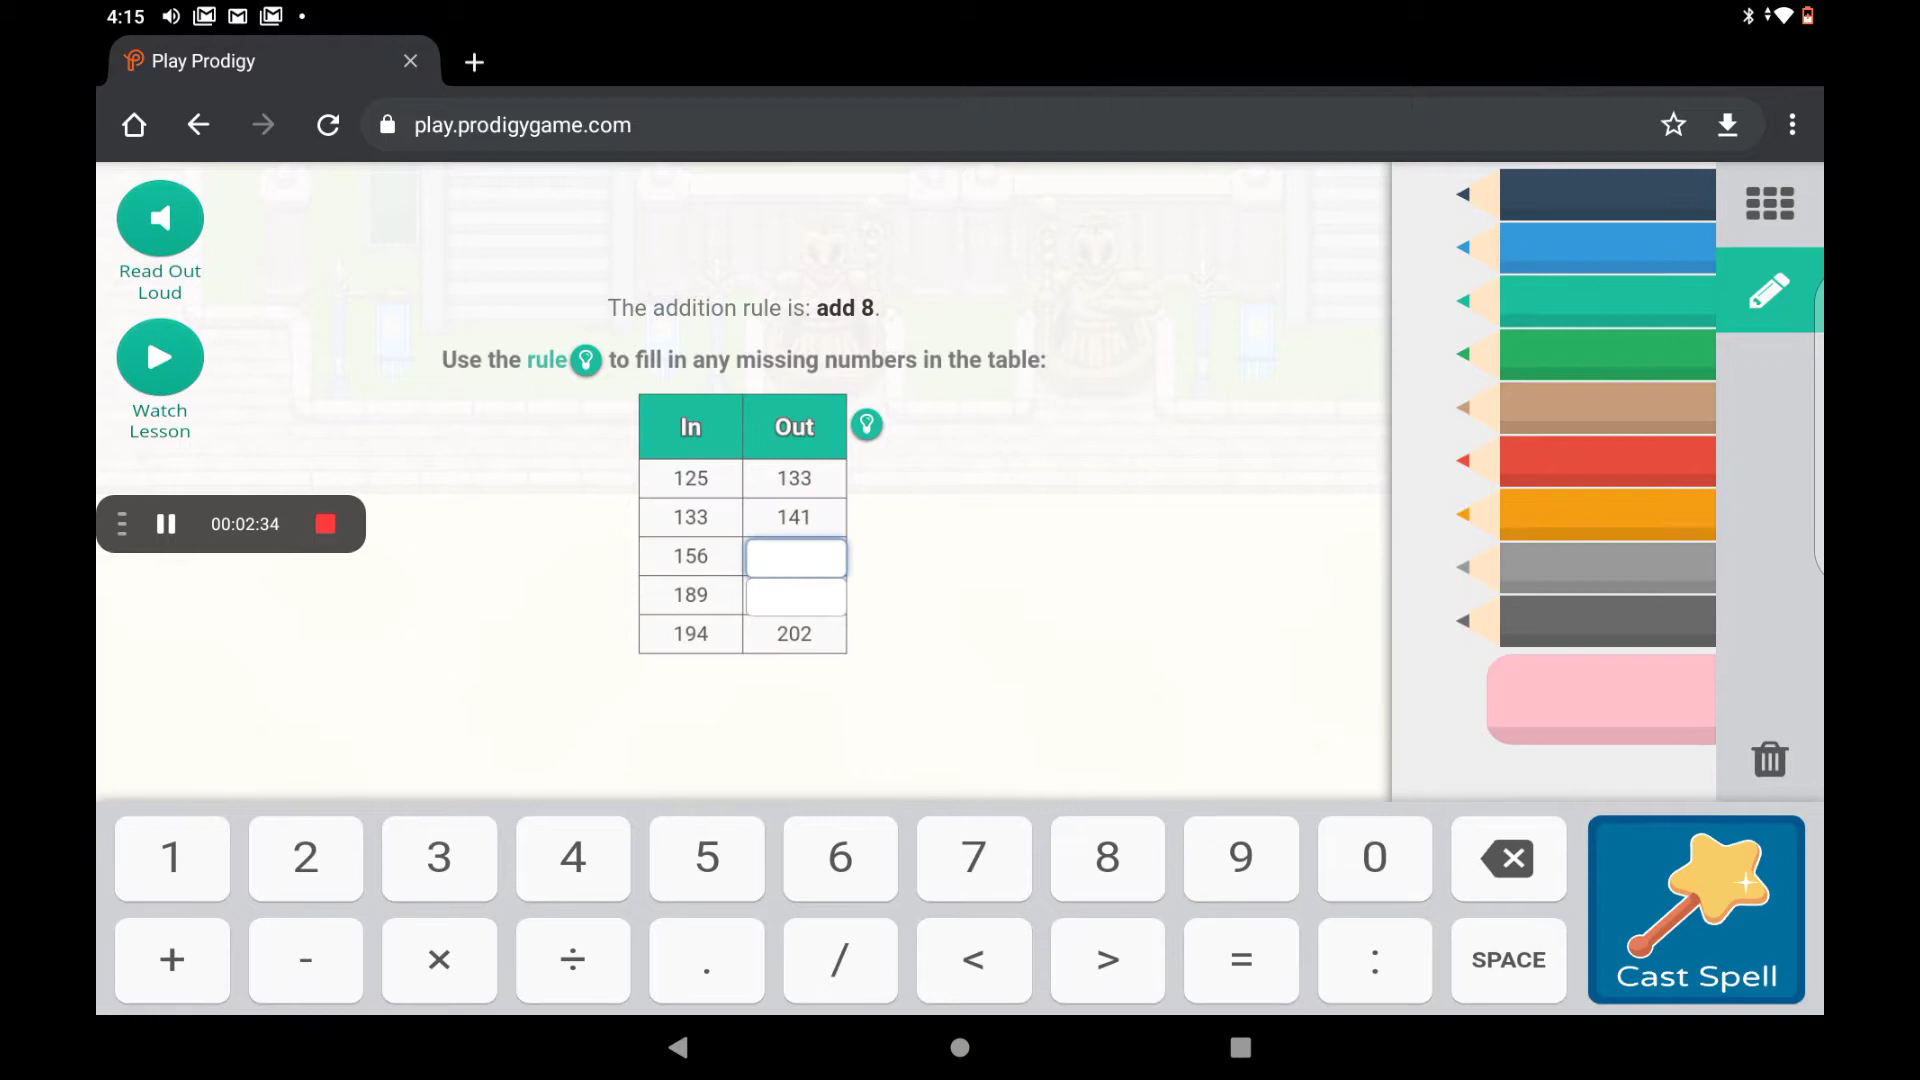 4:15
Play Prodigy
play.prodigygame.com
Read Out
Loud
Watch
Lesson
The addition rule is: add 8.
Use the rule to fill in any missing numbers in the table:
In Out
125 133
133 141
156
189
194 202
00:02:34
1 2 3 4 5 6 7 8 9 0
+ - × ÷ . / < > = : SPACE
Cast Spell